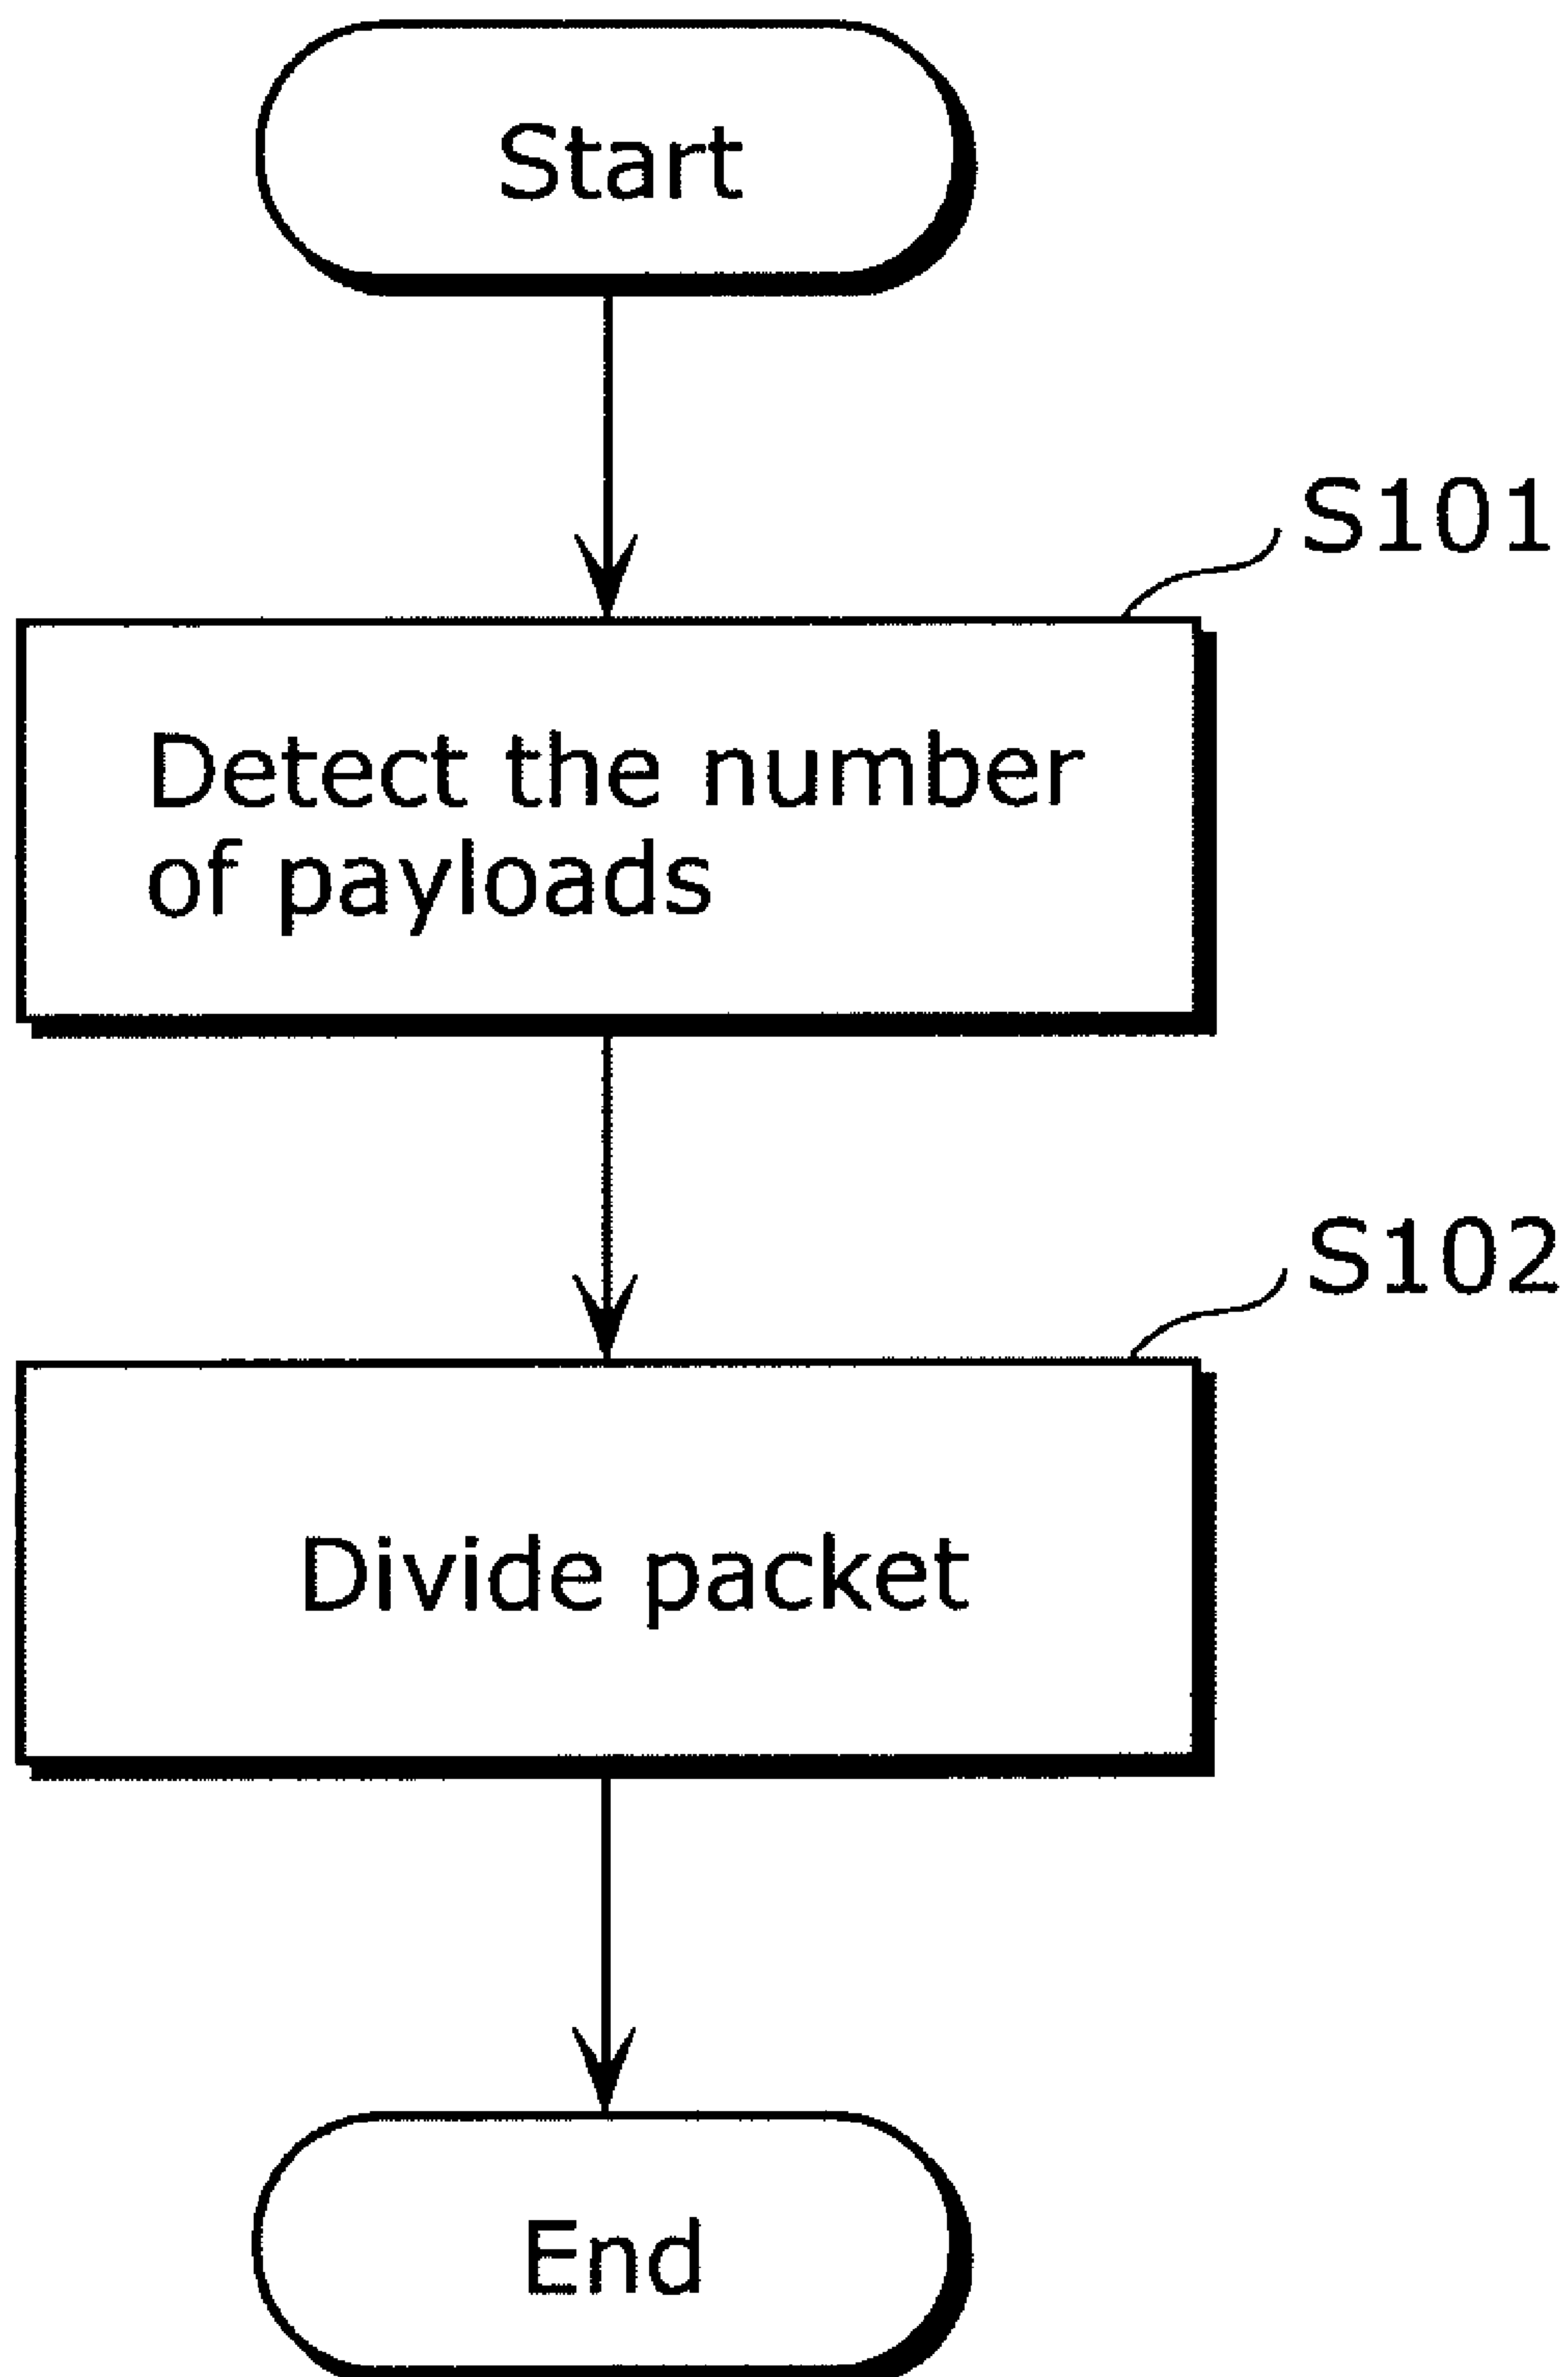 Start
S101
Detect the number
of payloads
S102
Divide packet
End